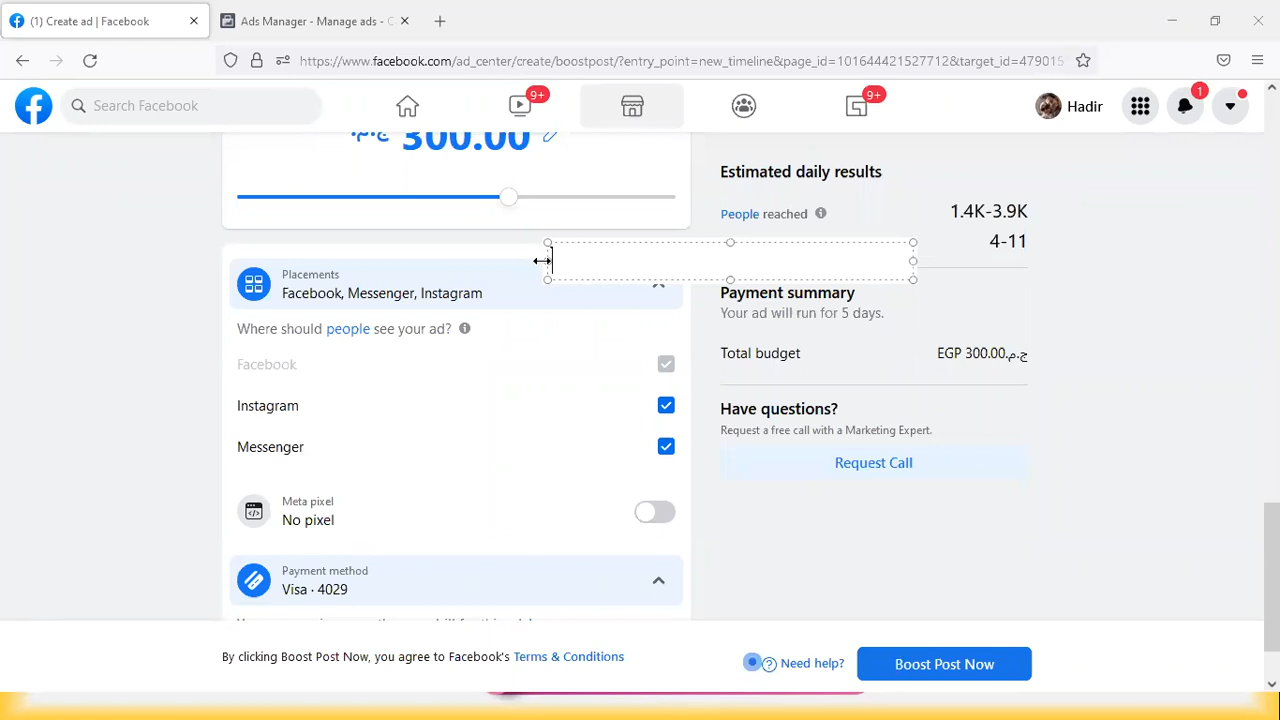 (1) Create ad | Facebook
Ads Manager - Manage ads - C
https://www.facebook.com/ad_center/create/boostpost/?entry_point=new_timeline&page_id=101644421527712&target_id=479015
Search Facebook
9+
9+
Hadir
1
300.00 ج.م.
Placements
Facebook, Messenger, Instagram
Where should people see your ad?
Facebook
Instagram
Messenger
Meta pixel
No pixel
Payment method
Visa · 4029
Estimated daily results
People reached
1.4K-3.9K
4-11
Payment summary
Your ad will run for 5 days.
Total budget
EGP 300.00ج.م.
Have questions?
Request a free call with a Marketing Expert.
Request Call
By clicking Boost Post Now, you agree to Facebook's Terms & Conditions
Need help?
Boost Post Now